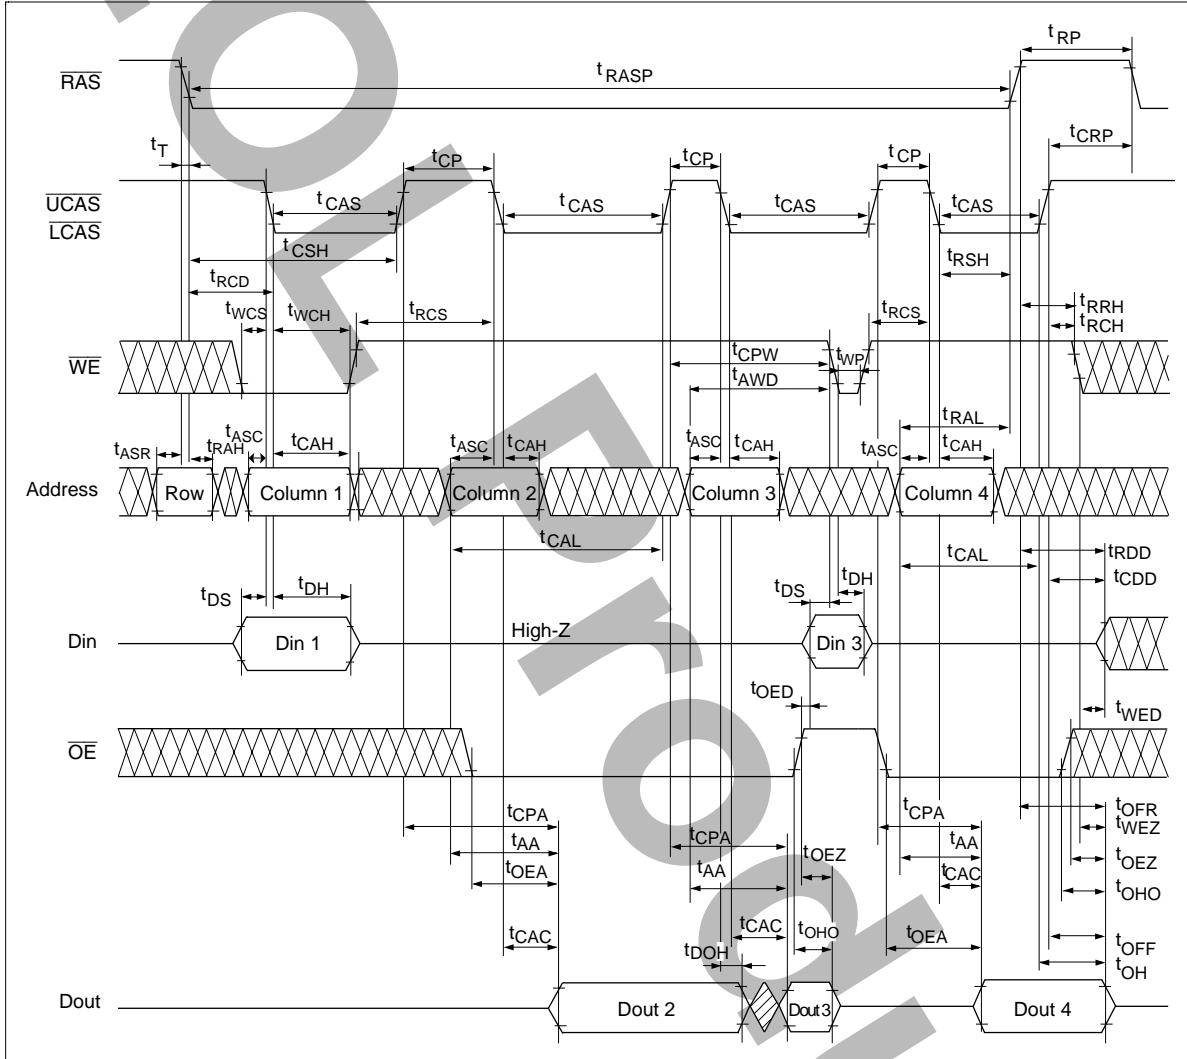 tRP
RAS
tRASP
tT
tCRP
tCP
tCP
tCP
UCAS
LCAS
tCAS
tCAS
tCAS
tCAS
tCSH
tRSH
tRCD
tWCS
tWCH
tRCS
tRCS
tRRH
tRCH
WE
tCPW
tWP
tAWD
tRAL
tASR
tRAH
tASC
tCAH
tASC
tCAH
tASC
tCAH
tASC
tCAH
Address
Row
Column 1
Column 2
Column 3
Column 4
tCAL
tCAL
tRDD
tCDD
tDS
tDH
tDS
tDH
Din
Din 1
High-Z
Din 3
tOED
tWED
OE
tCPA
tCPA
tCPA
tOFR
tWEZ
tAA
tAA
tOEZ
tAA
tOEZ
tOEA
tCAC
tOHO
tCAC
tCAC
tOHO
tOEA
tOFF
tDOH
tOH
Dout
Dout 2
Dout 3
Dout 4
OL Prod